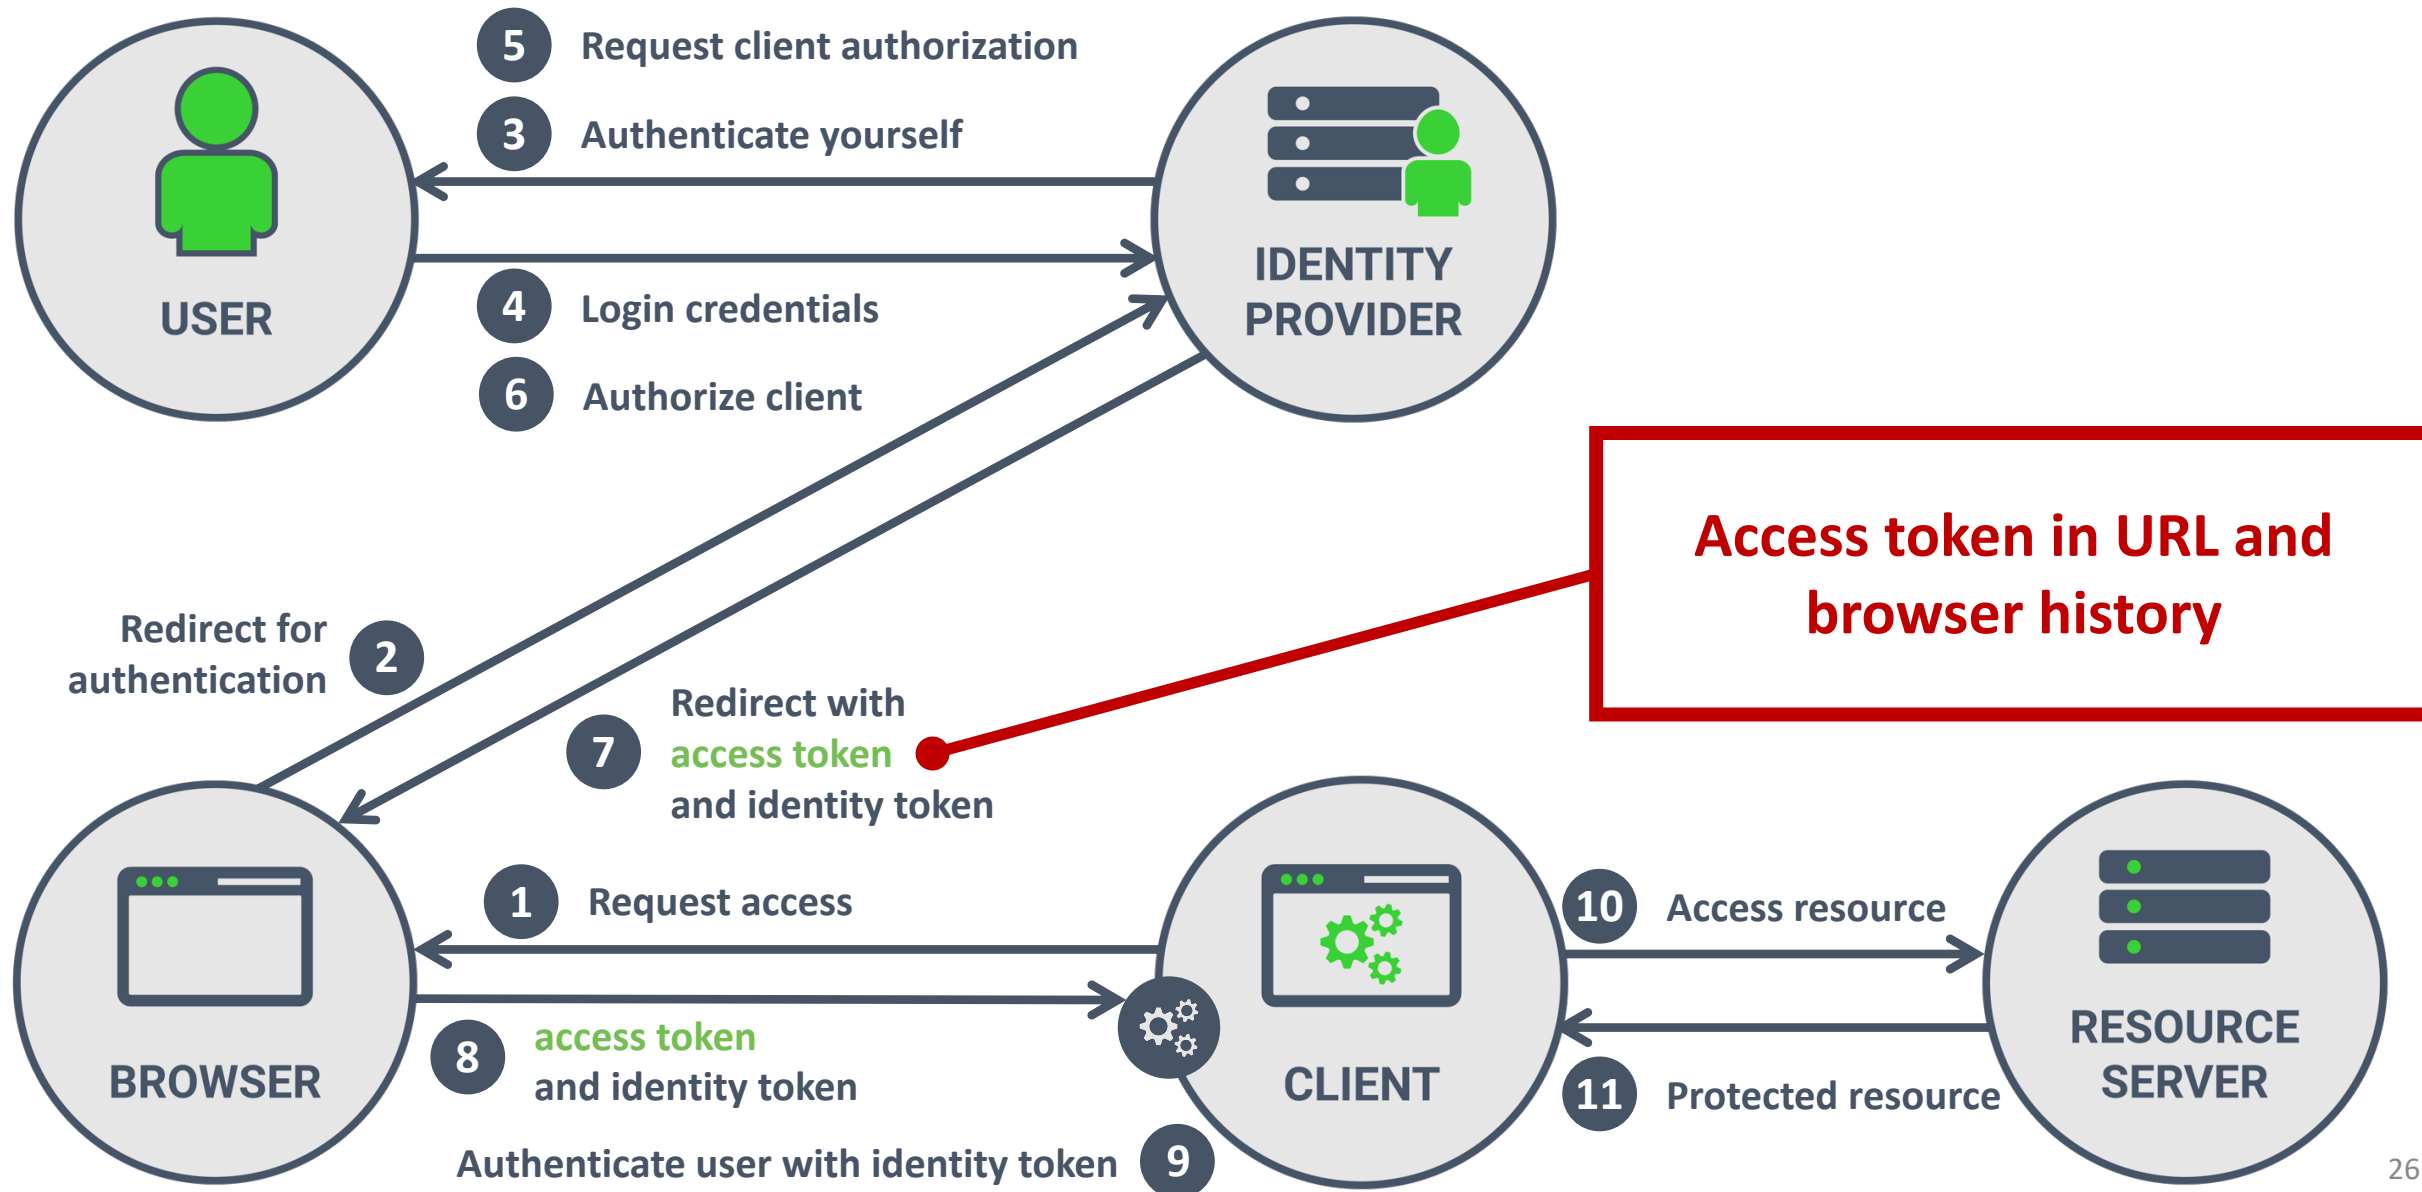 5 Request client authorization
3 Authenticate yourself
USER
IDENTITY
PROVIDER
4 Login credentials
6 Authorize client
Access token in URL and
browser history
Redirect for
authentication
2
7
Redirect with
access token
and identity token
1 Request access
10 Access resource
8
access token
and identity token
BROWSER
CLIENT
RESOURCE
SERVER
11 Protected resource
Authenticate user with identity token 9
26